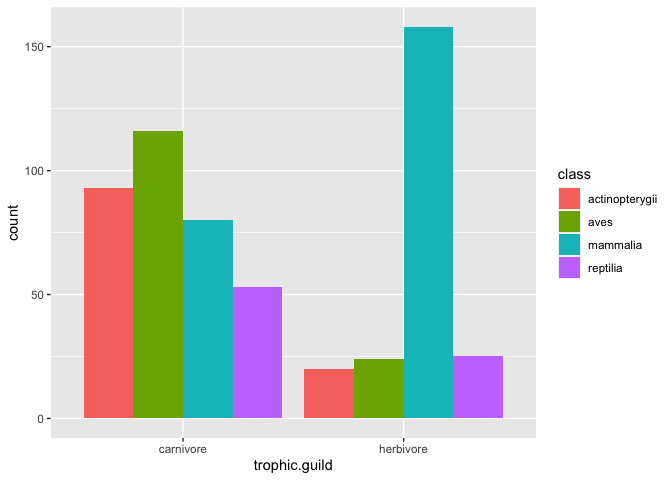 150
100
50
0
count
carnivore
herbivore
trophic.guild
class
actinopterygii
aves
mammalia
reptilia